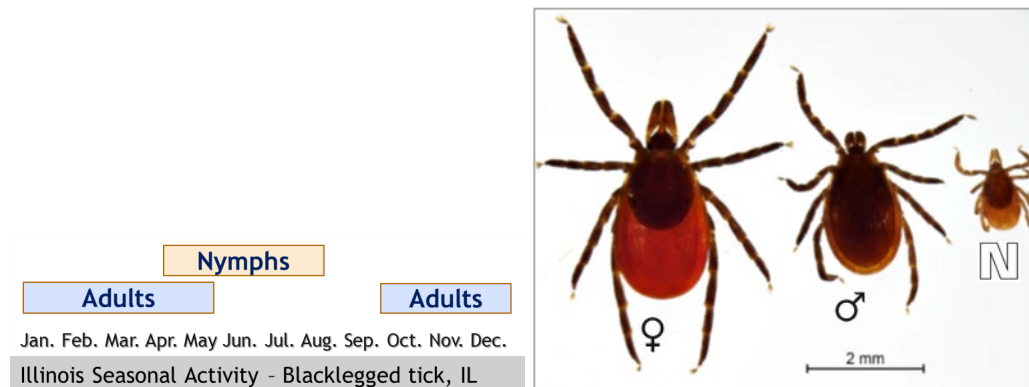 Nymphs
Adults Adults
Jan. Feb. Mar. Apr. May Jun. Jul. Aug. Sep. Oct. Nov. Dec.
Illinois Seasonal Activity – Blacklegged tick, IL
♀
♂
N
2 mm